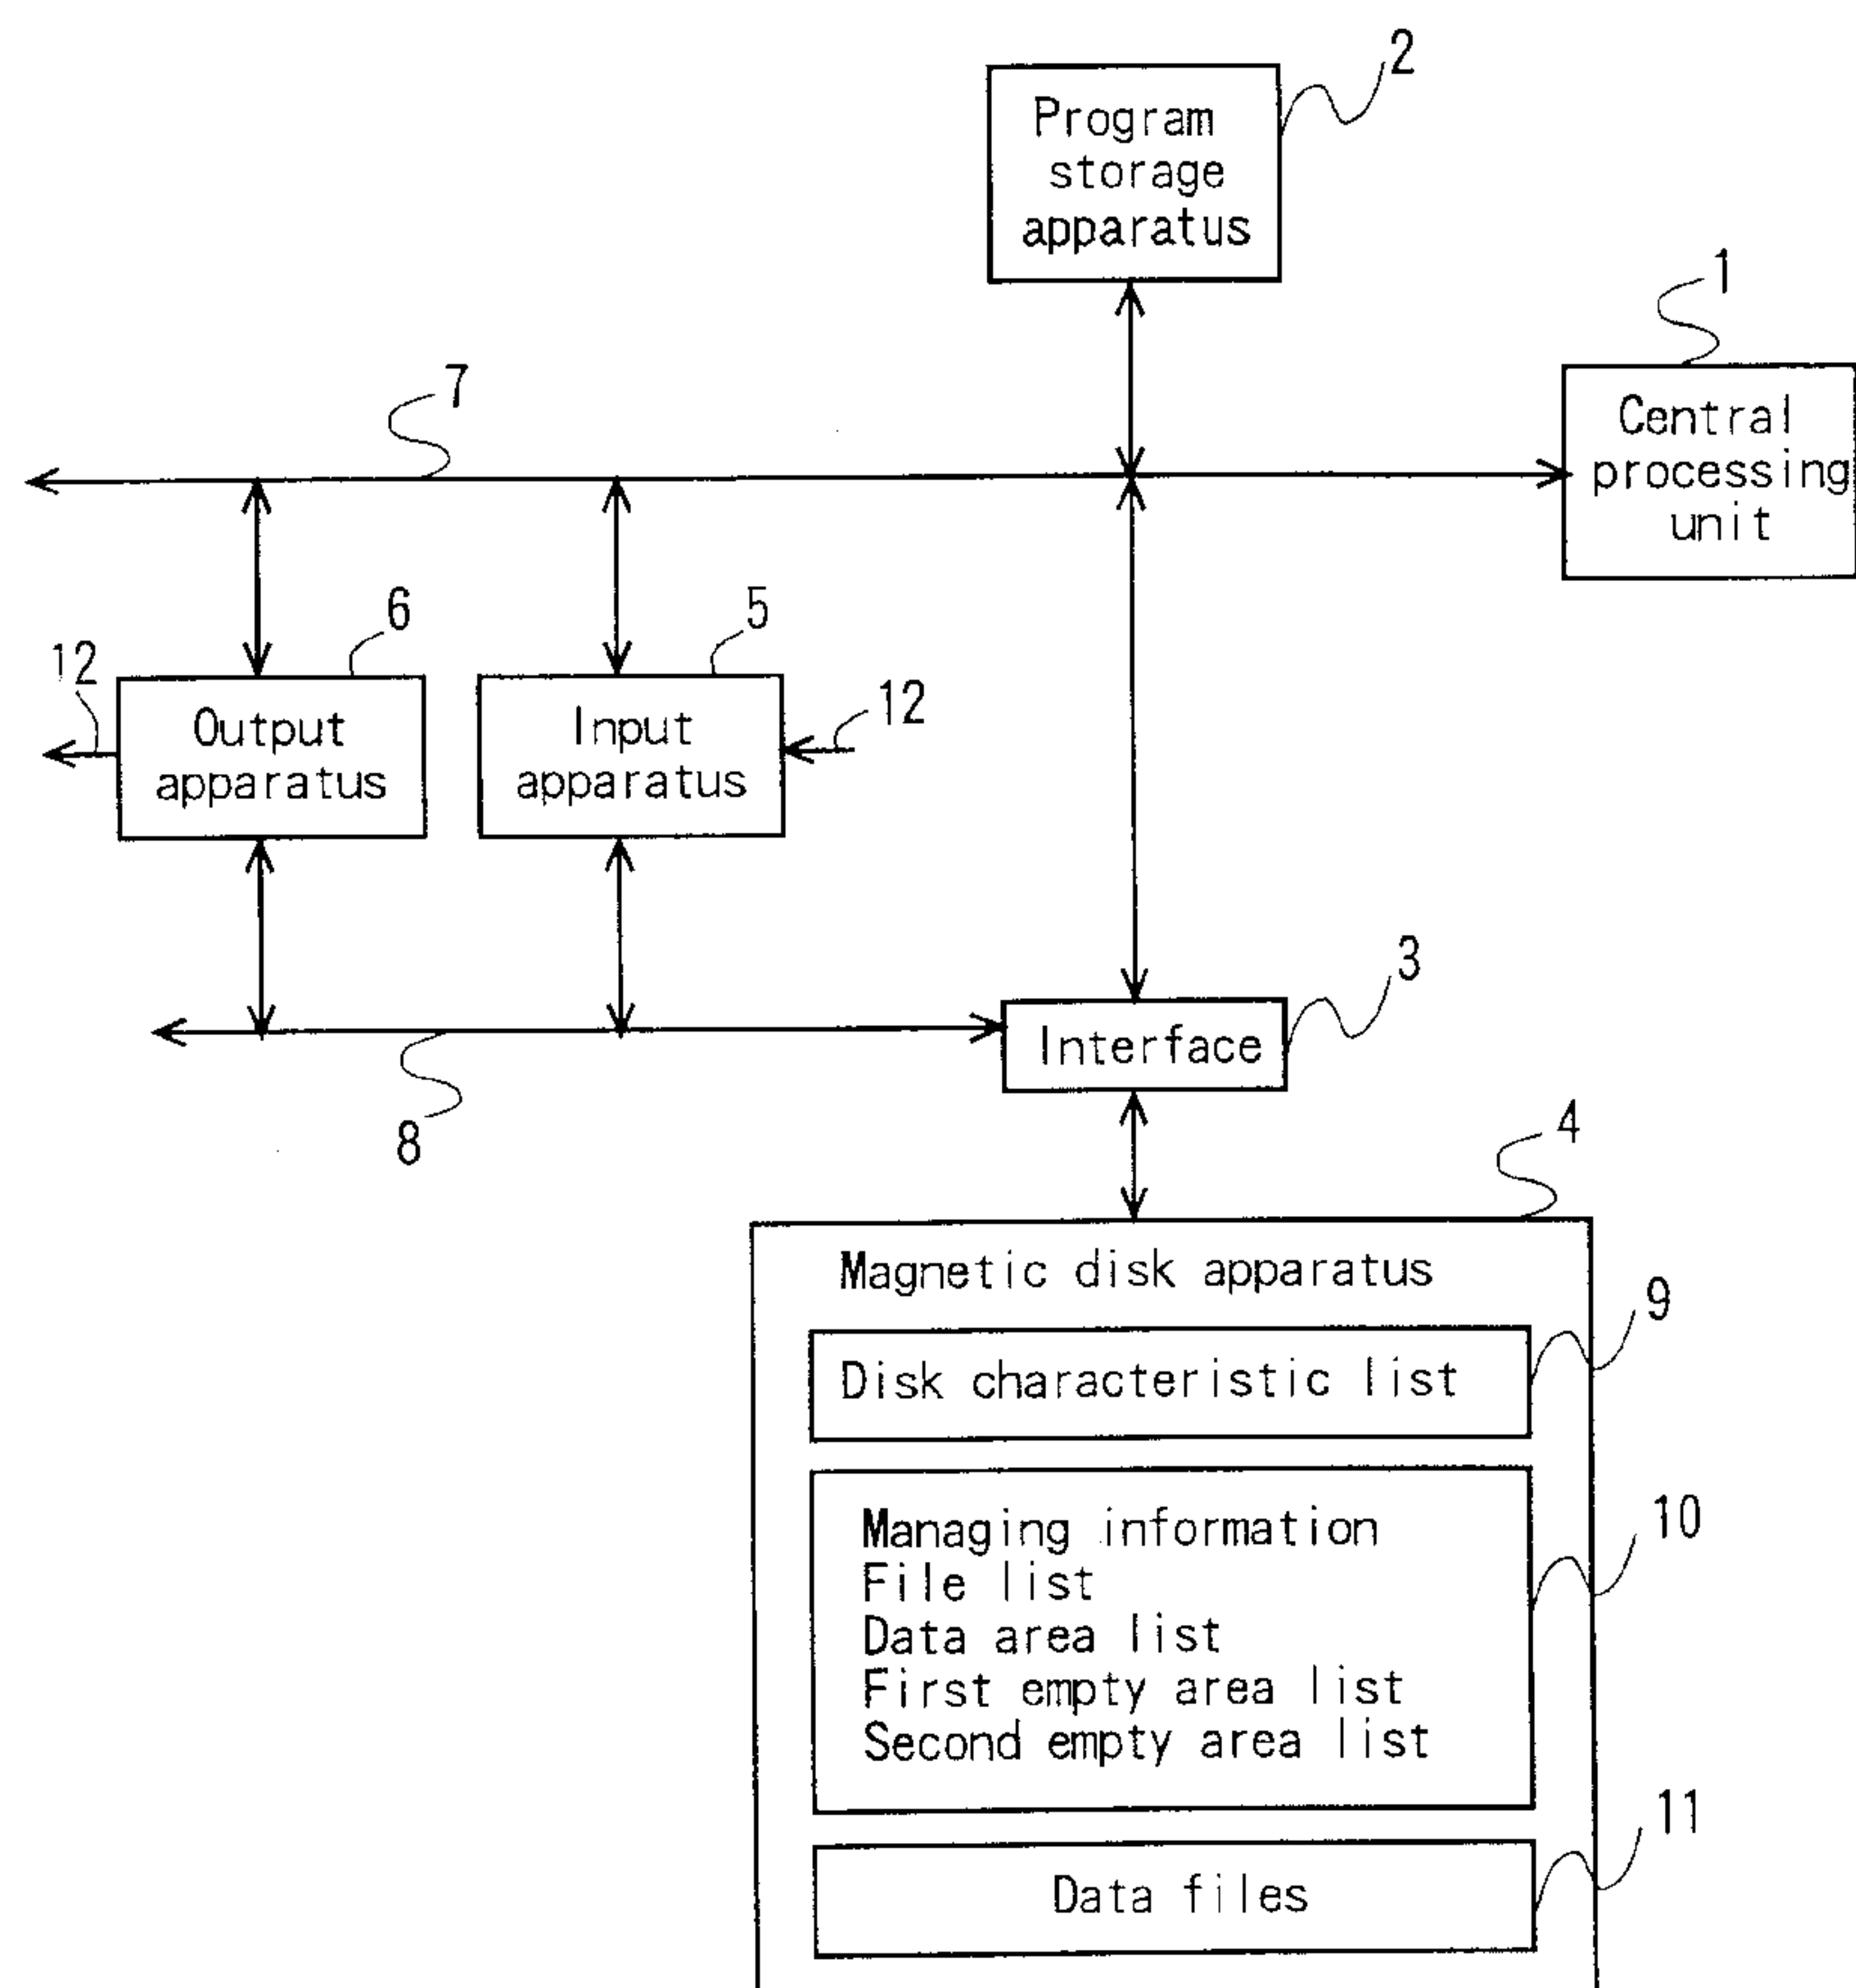 2
Program
storage
apparatus
1
Central
processing
unit
7
6
5
12
Output
apparatus
Input
apparatus
12
3
Interface
8
4
Magnetic disk apparatus
9
Disk characteristic list
10
Managing information
File list
Data area list
First empty area list
Second empty area list
11
Data files